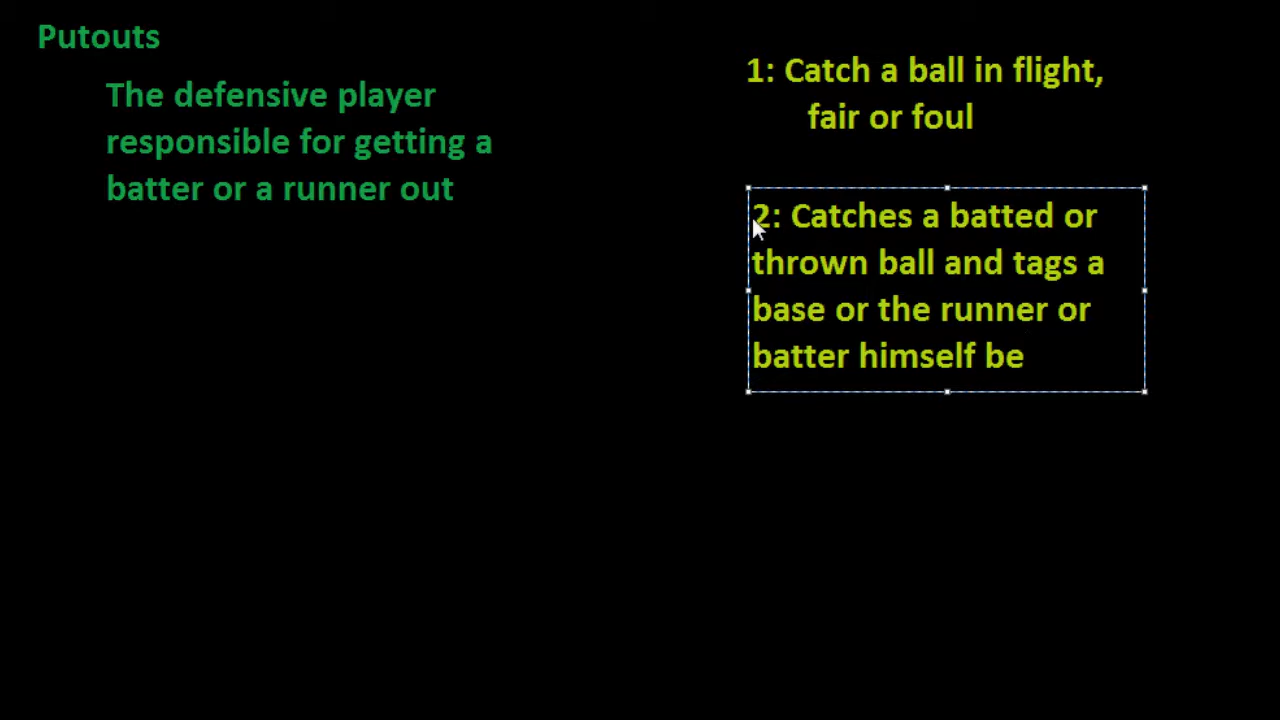 Putouts
The defensive player
responsible for getting a
batter or a runner out
1: Catch a ball in flight,
fair or foul
2: Catches a batted or
thrown ball and tags a
base or the runner or
batter himself be